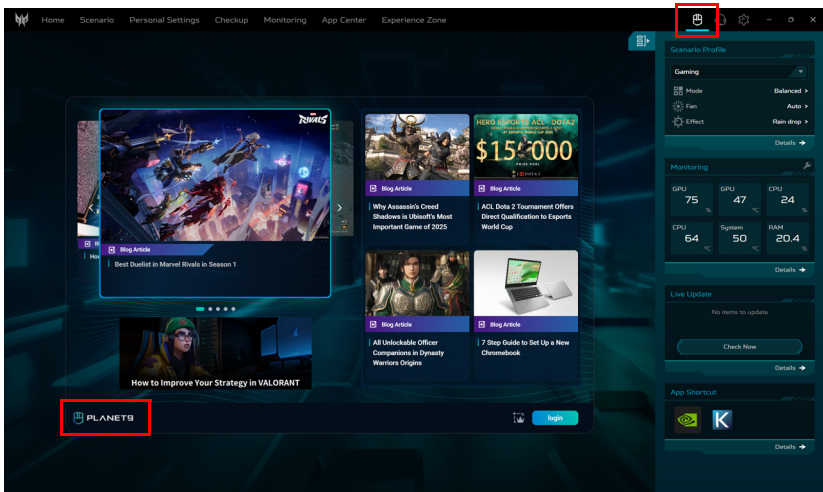 Home Scenario Personal Settings Checkup Monitoring App Center Experience Zone
MARVEL
RIVALS
Blog Article
Best Duelist in Marvel Rivals in Season 1
How to Improve Your Strategy in VALORANT
Blog Article
Why Assassin's Creed
Shadows is Ubisoft's Most
Important Game of 2025
HERO ESPORTS ACL DOTA2
PRIZE POOL
DOTA 2
Blog Article
ACL Dota 2 Tournament Offers
Direct Qualification to Esports
World Cup
Blog Article
All Unlockable Officer
Companions in Dynasty
Warriors Origins
Blog Article
7 Step Guide to Set Up a New
Chromebook
PLANET9
login
Scenario Profile
Gaming
Mode Balanced >
Fan Auto >
Effect Rain drop >
Details
Monitoring
GPU GPU CPU
75 % 47 °C 24 %
CPU System RAM
64 °C 50 °C 20.4 %
Details
Live Update
No items to update
Check Now
Details
App Shortcut
K
Details